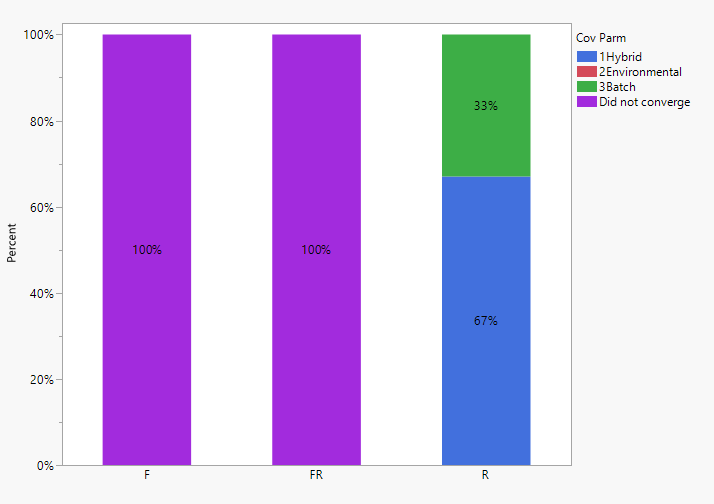 Cov Parm
1Hybrid
2Environmental
3Batch
Did not converge
100%
80%
60%
40%
20%
0%
Percent
100%
100%
33%
67%
F
FR
R